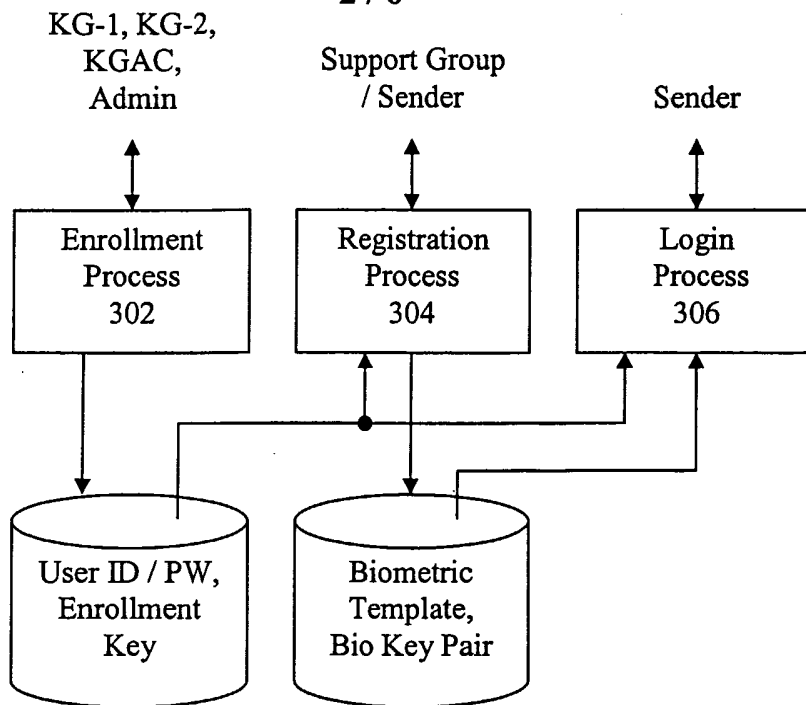 KG-1, KG-2,
KGAC,
Admin
Support Group
/ Sender
Sender
Enrollment
Process
302
Registration
Process
304
Login
Process
306
User ID / PW,
Enrollment
Key
Biometric
Template,
Bio Key Pair